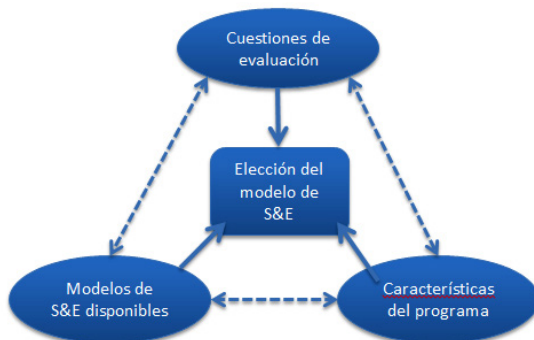 Cuestiones de
evaluación
Elección del
modelo de
S&E
Modelos de
S&E disponibles
Características
del programa